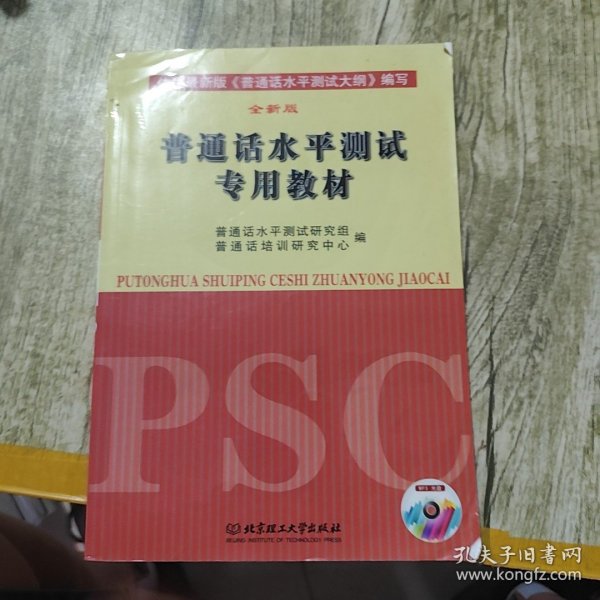 最新版《普通话水平测试大纲》编写
全新版
普通话水平测试
专用教材
普通话水平测试研究组
普通话培训研究中心
编
PUTONGHUA SHUIPING CESHI ZHUANYONG JIAOCAI
PSC
MP3 光盘
北京理工大学出版社
BEIJING INSTITUTE OF TECHNOLOGY PRESS
孔夫子旧书网
www.kongfz.com